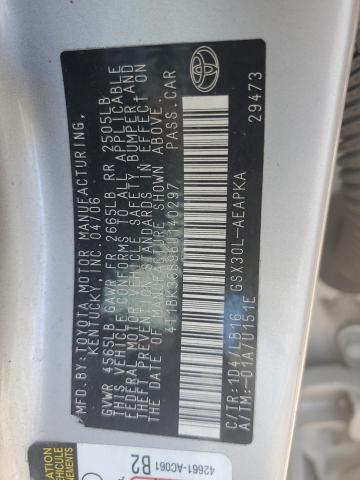 MFD.BY:TOYOTA MOTOR MANUFACTURING,
KENTUCKY,INC.04/06
GVWR 4565LB GAWR FR 2665LB RR 2505LB
THIS VEHICLE CONFORMS TO ALL APPLICABLE
FEDERAL MOTOR VEHICLE SAFETY,BUMPER,AND
THEFT PREVENTION STANDARDS IN EFFECT ON
THE DATE OF MANUFACTURE SHOWN ABOVE.
PASS.CAR
C/TR:1D4/LB16 GSX30L-AEAPKA
A/TM:-01A/U151E 29473
42661-AC061
B2